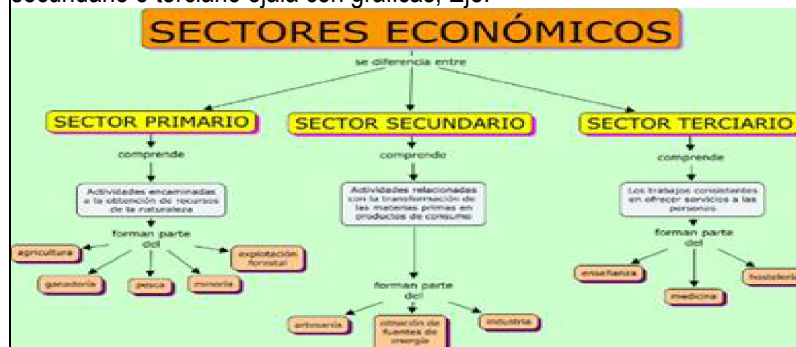 secundario o terciario ojala con graficas, Ejo:
SECTORES ECONÓMICOS
se diferencia entre
SECTOR PRIMARIO
SECTOR SECUNDARIO
SECTOR TERCIARIO
comprende
comprende
comprende
Actividades encaminadas
a la obtención de recursos
de la naturaleza
Actividades relacionadas
con la transformación de
las materias primas en
productos de consumo
Los trabajos consistentes
en ofrecer servicios a las
personas
forman parte
del
agricultura
ganadería
pesca
minería
explotación
forestal
forman parte
del
artesanía
obtención de
fuentes de
energía
industria
forman parte
del
enseñanza
medicina
hostelería